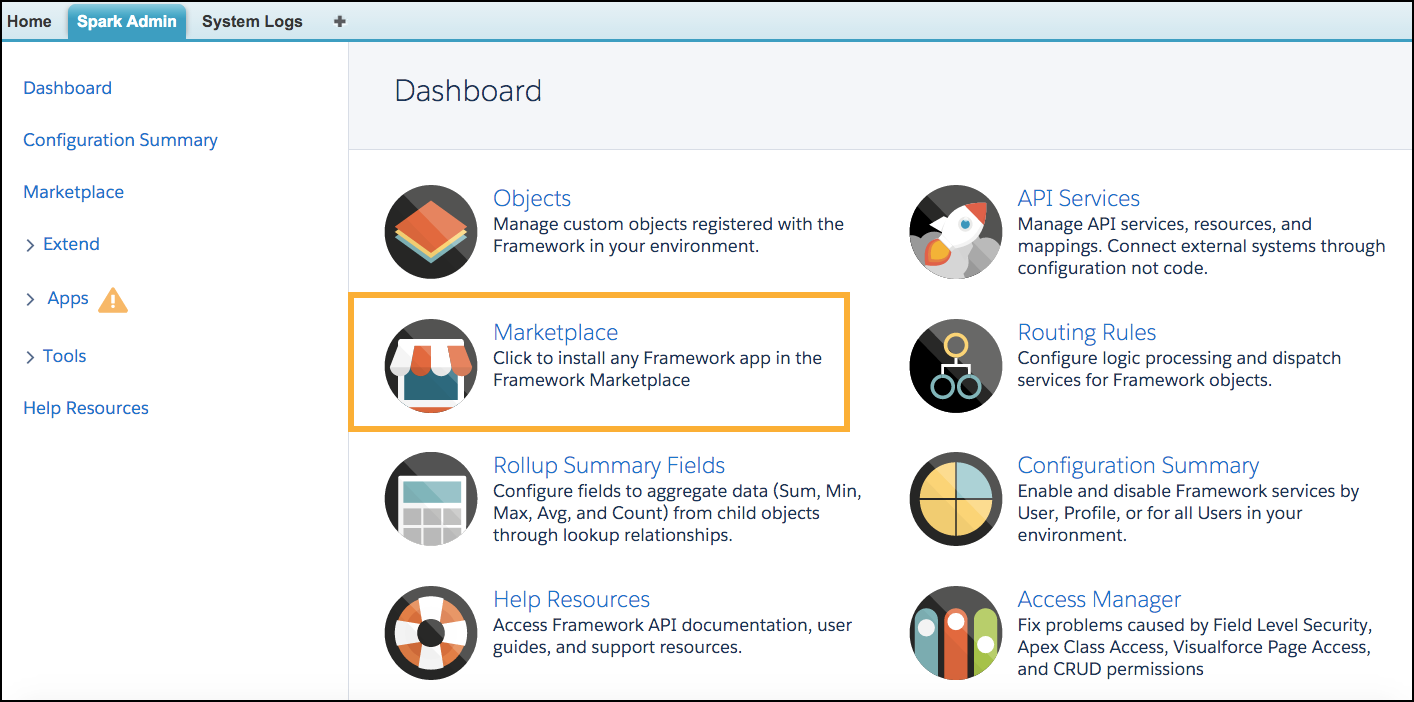 Home
Spark Admin
System Logs
+
Dashboard
Configuration Summary
Marketplace
Extend
Apps
Tools
Help Resources
Dashboard
Objects
Manage custom objects registered with the
Framework in your environment.
API Services
Manage API services, resources, and
mappings. Connect external systems through
configuration not code.
Marketplace
Click to install any Framework app in the
Framework Marketplace
Routing Rules
Configure logic processing and dispatch
services for Framework objects.
Rollup Summary Fields
Configure fields to aggregate data (Sum, Min,
Max, Avg, and Count) from child objects
through lookup relationships.
Configuration Summary
Enable and disable Framework services by
User, Profile, or for all Users in your
environment.
Help Resources
Access Framework API documentation, user
guides, and support resources.
Access Manager
Fix problems caused by Field Level Security,
Apex Class Access, Visualforce Page Access,
and CRUD permissions